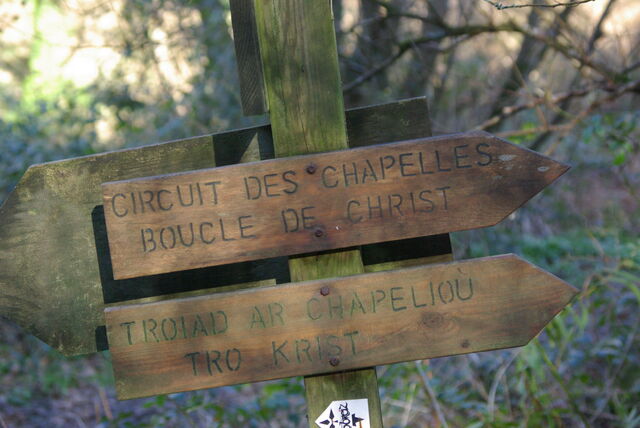 CIRCUIT DES CHAPELLES
BOUCLE DE CHRIST
TROIAD AR CHAPELIOÙ
TRO KRIST